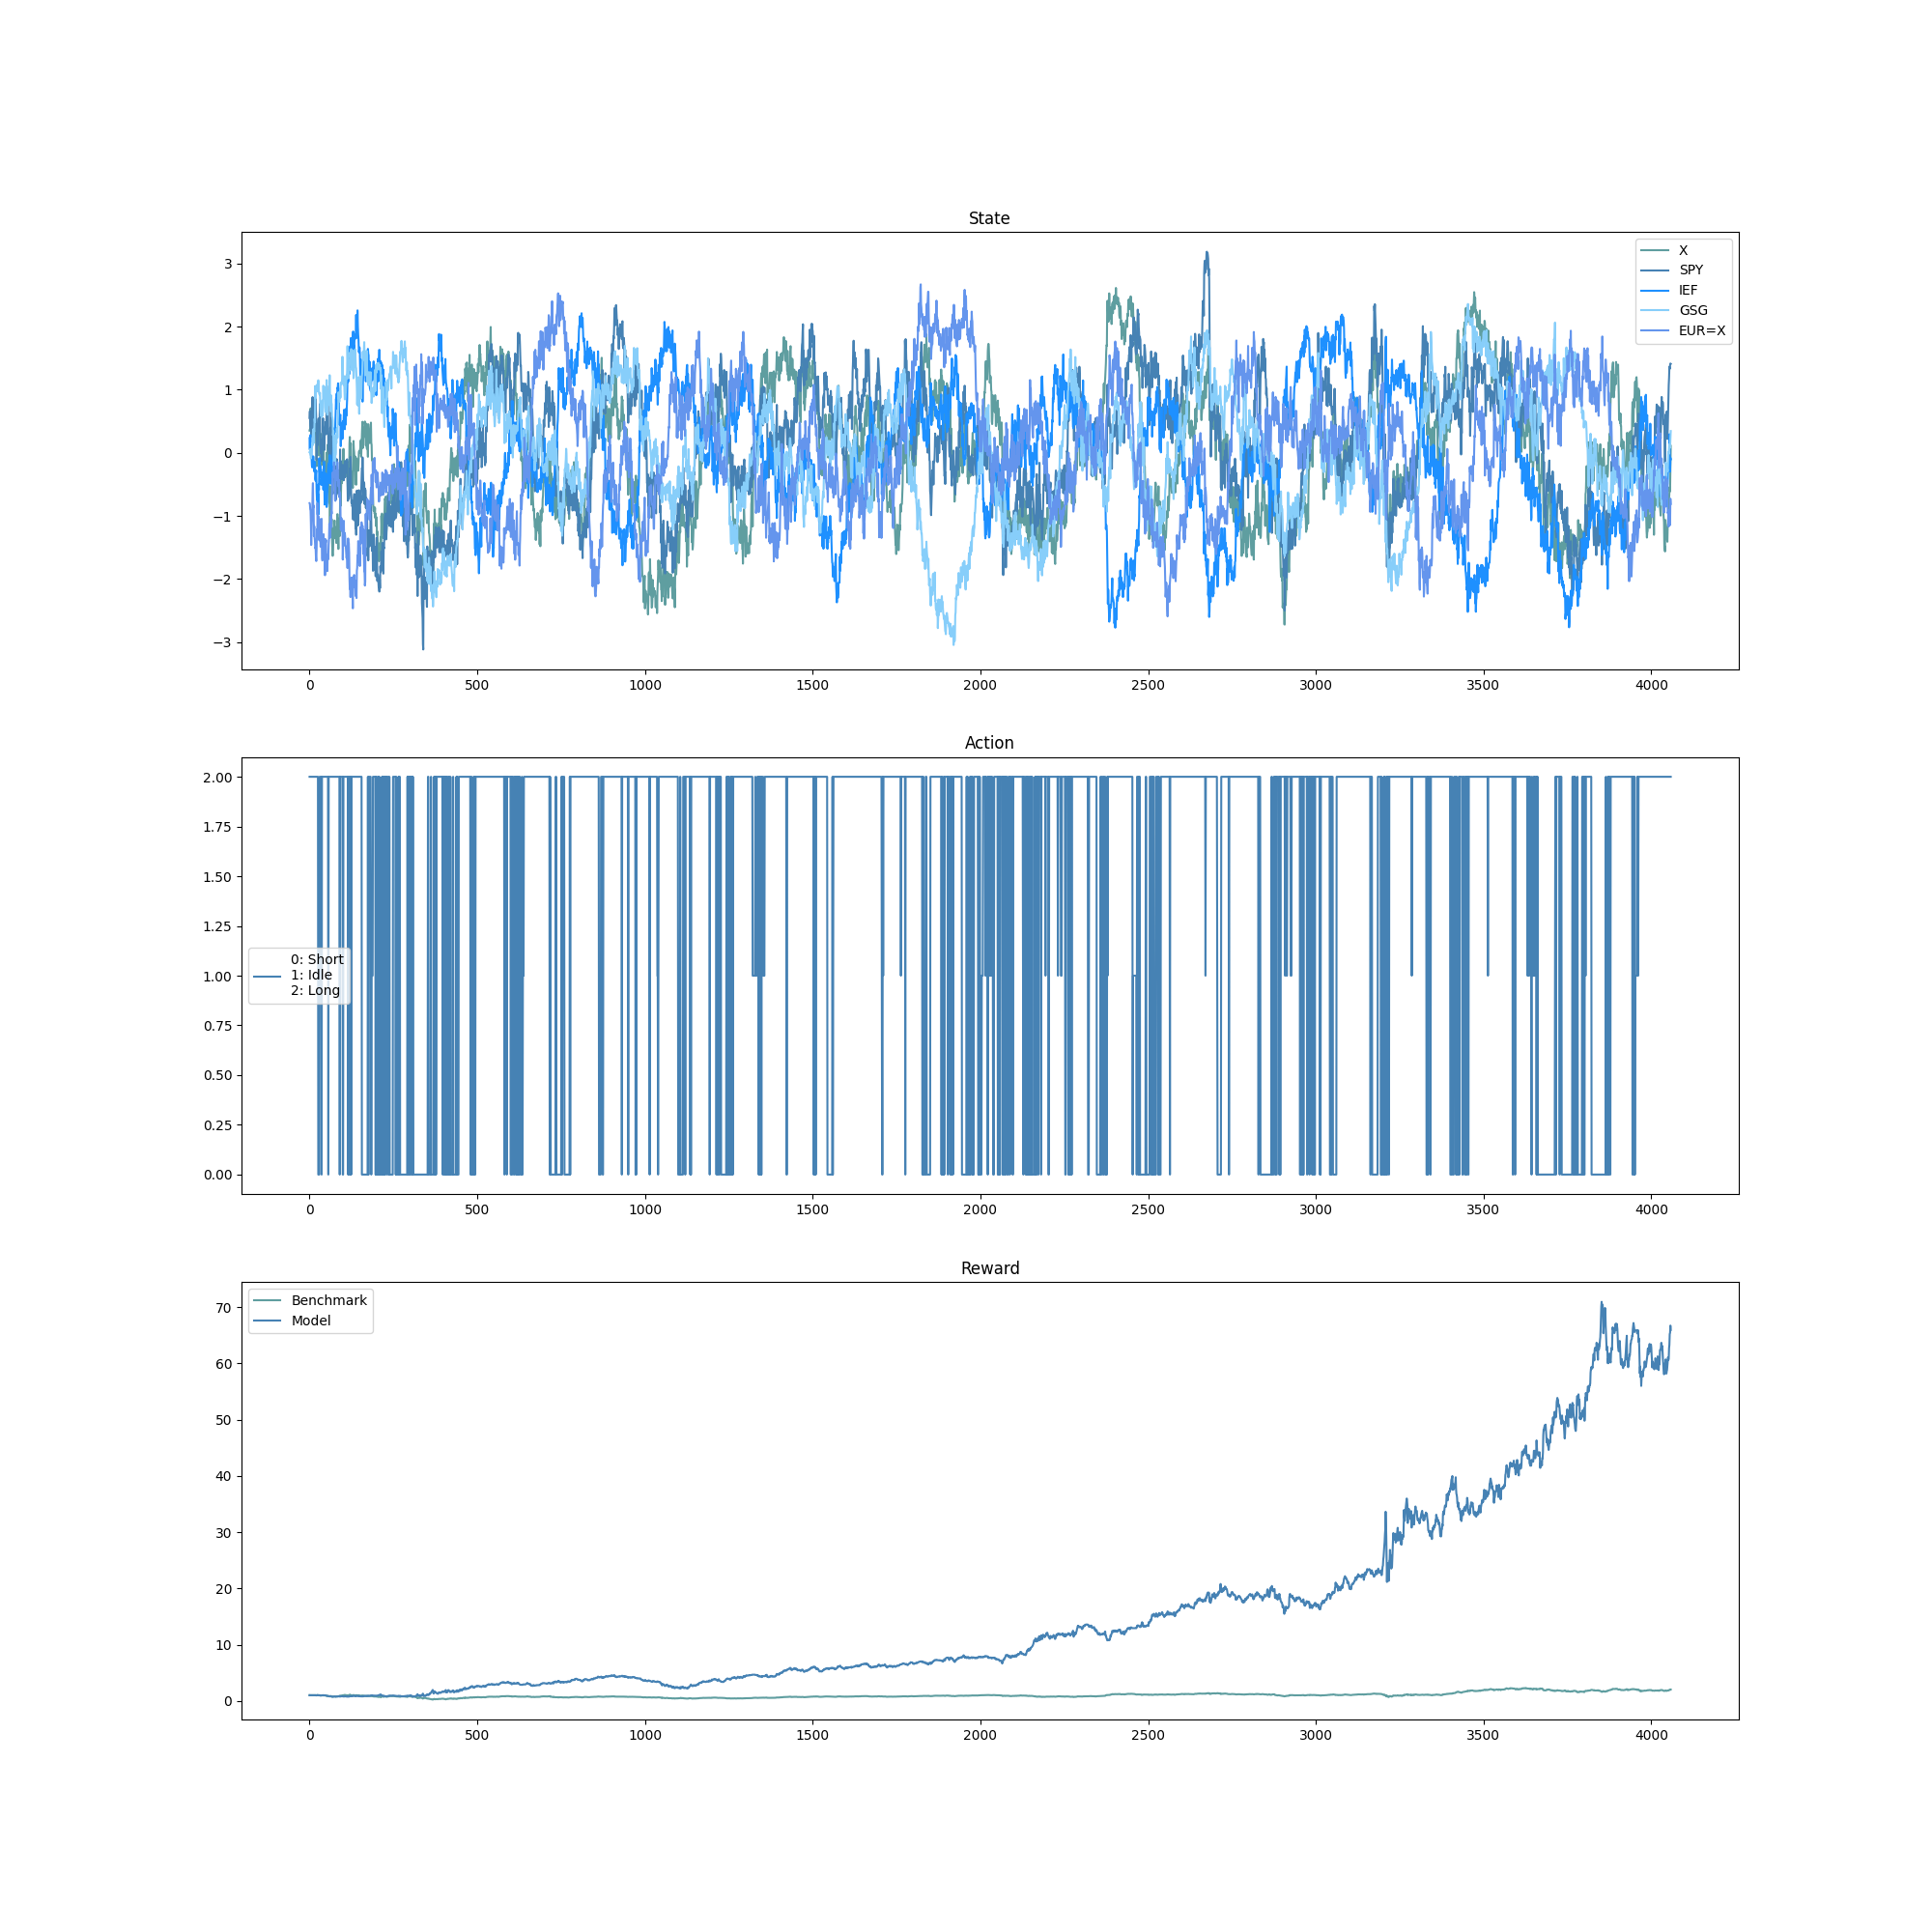 State
3
2
1
0
−1
−2
−3
X
SPY
IEF
GSG
EUR=X
0 500 1000 1500 2000 2500 3000 3500 4000
Action
2.00
1.75
1.50
1.25
1.00
0.75
0.50
0.25
0.00
0: Short
1: Idle
2: Long
0 500 1000 1500 2000 2500 3000 3500 4000
Reward
Benchmark
Model
70
60
50
40
30
20
10
0
0 500 1000 1500 2000 2500 3000 3500 4000